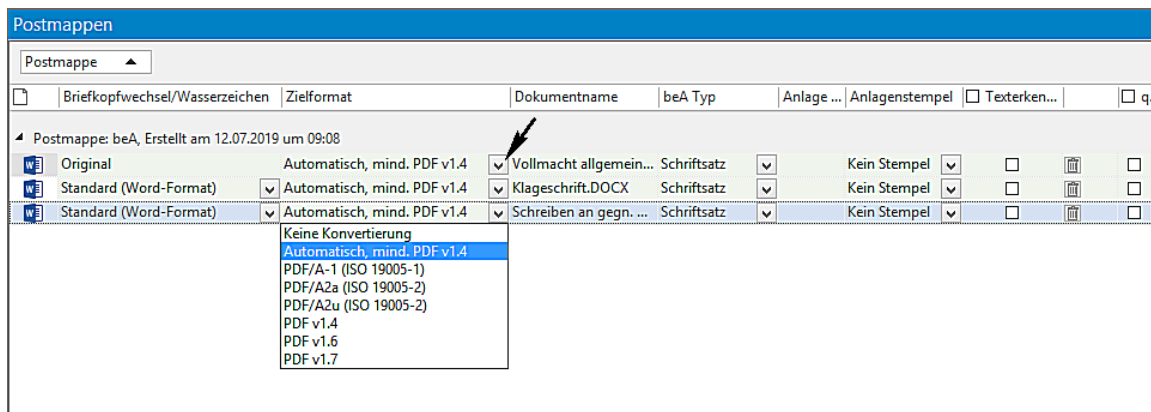 Postmappen
Postmappe
Briefkopfwechsel/Wasserzeichen Zielformat Dokumentname beA Typ Anlage ... Anlagenstempel Texterken... q.
Postmappe: beA, Erstellt am 12.07.2019 um 09:08
Original Automatisch, mind. PDF v1.4 Vollmacht allgemein... Schriftsatz Kein Stempel
Standard (Word-Format) Automatisch, mind. PDF v1.4 Klageschrift.DOCX Schriftsatz Kein Stempel
Standard (Word-Format) Automatisch, mind. PDF v1.4 Schreiben an gegn. ... Schriftsatz Kein Stempel
Keine Konvertierung
Automatisch, mind. PDF v1.4
PDF/A-1 (ISO 19005-1)
PDF/A2a (ISO 19005-2)
PDF/A2u (ISO 19005-2)
PDF v1.4
PDF v1.6
PDF v1.7